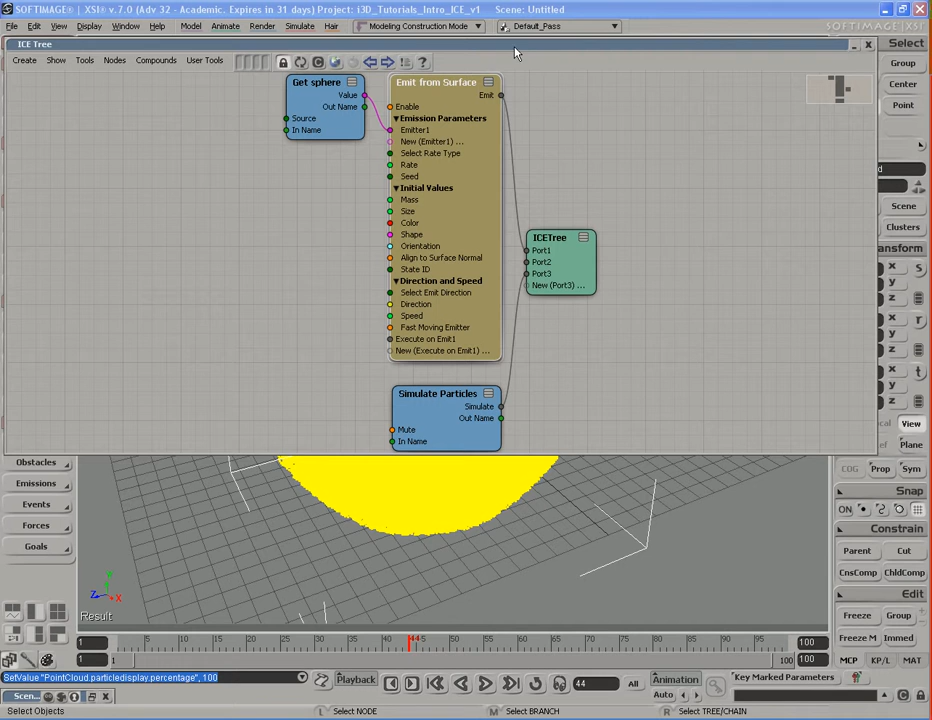 SOFTIMAGE® | XSI® v.7.0 (Adv 32 - Academic. Expires in 31 days) Project: i3D_Tutorials_Intro_ICE_v1    Scene: Untitled
File Edit View Display Model Animate Render Simulate Hair Modeling Construction Mode Default_Pass SOFTIMAGE | XSI
ICE Tree
Select
Create Show Tools Nodes Compounds User Tools
Group
Center
Point
Scene
Clusters
Get sphere
Value
Out Name
Source
In Name
Emit from Surface
Emit
Enable
Emission Parameters
Emitter1
New (Emitter1) ...
Select Rate Type
Rate
Seed
Initial Values
Mass
Size
Color
Shape
Orientation
Align to Surface Normal
State ID
Direction and Speed
Select Emit Direction
Direction
Speed
Fast Moving Emitter
Execute on Emit1
New (Execute on Emit1) ...
ICETree
Port1
Port2
Port3
New (Port3) ...
Simulate Particles
Simulate
Out Name
Mute
In Name
ansform
x s
y
z
x r
y
z
x t
y
z
View
Plane
COG Prop Sym
Snap
ON
Constrain
Parent Cut
CnsComp ChldComp
Edit
Freeze Group
Freeze M Immed
MCP KP/L MAT
Obstacles
Emissions
Events
Forces
Goals
Y
Z X
Result
1 5 10 15 20 25 30 35 40 44 50 55 60 65 70 75 80 85 90 95 100
1 1 100 100
SetValue "PointCloud.particledisplay.percentage", 100
Playback 44 All Animation Key Marked Parameters
Auto
Scen...
Select Objects L Select NODE M Select BRANCH R Select TREE/CHAIN